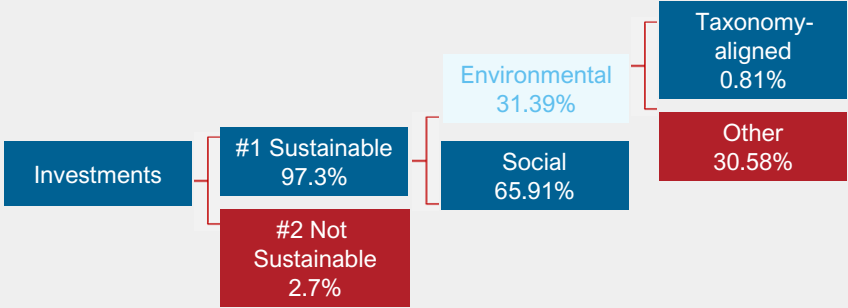 Investments
#1 Sustainable
97.3%
#2 Not
Sustainable
2.7%
Environmental
31.39%
Social
65.91%
Taxonomy-
aligned
0.81%
Other
30.58%